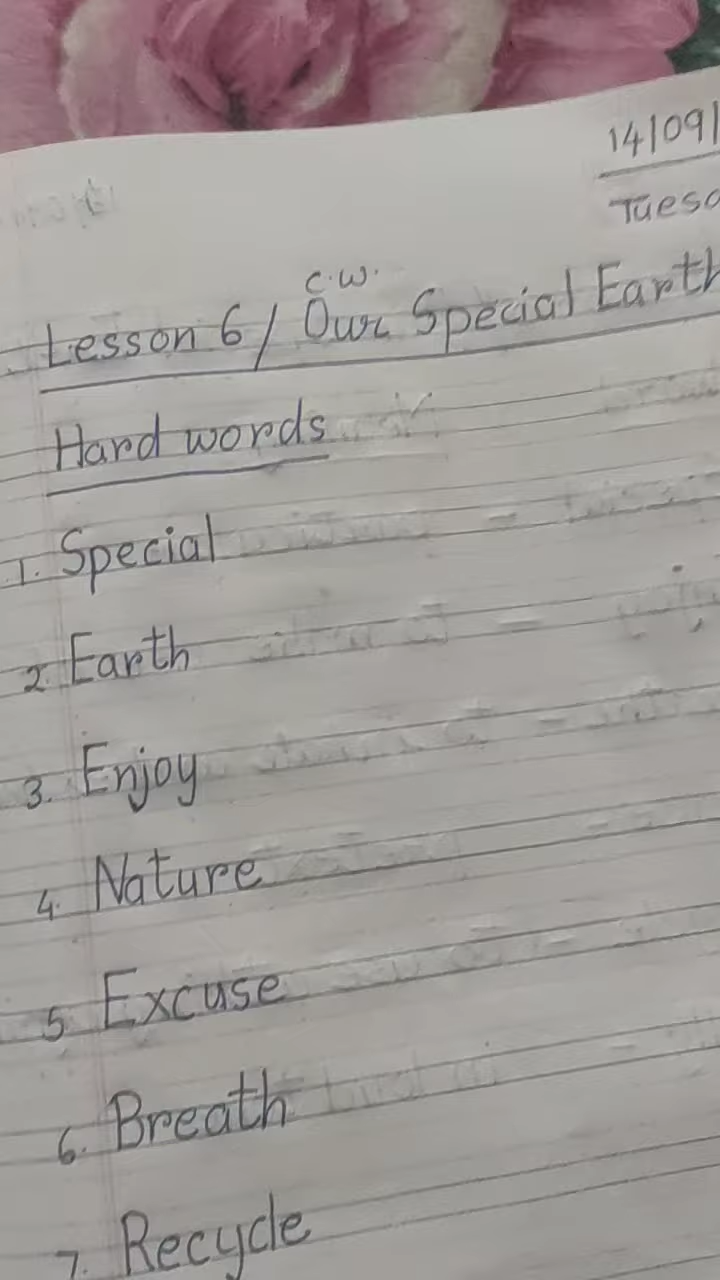 14/09/
Tuesd
C.W.
Lesson 6/ Our Special Earth
Hard words
1. Special
2. Earth
3. Enjoy
4. Nature
5. Excuse
6. Breath
7. Recycle